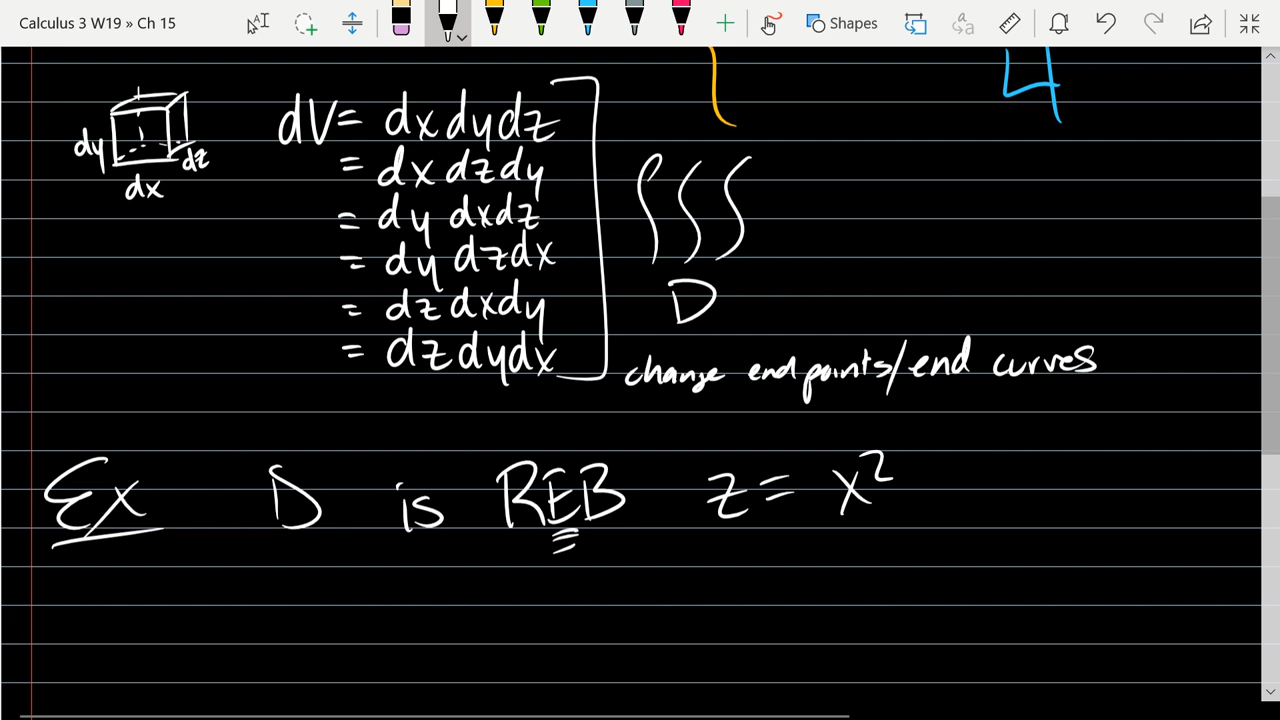 Calculus 3 W19 » Ch 15
Shapes
4
dV = dx dy dz
= dx dz dy
= dy dx dz
= dy dz dx
= dz dx dy
= dz dy dx
dy
dz
dx
∫∫∫
D
change endpoints/end curves
Ex D is REB z = x²